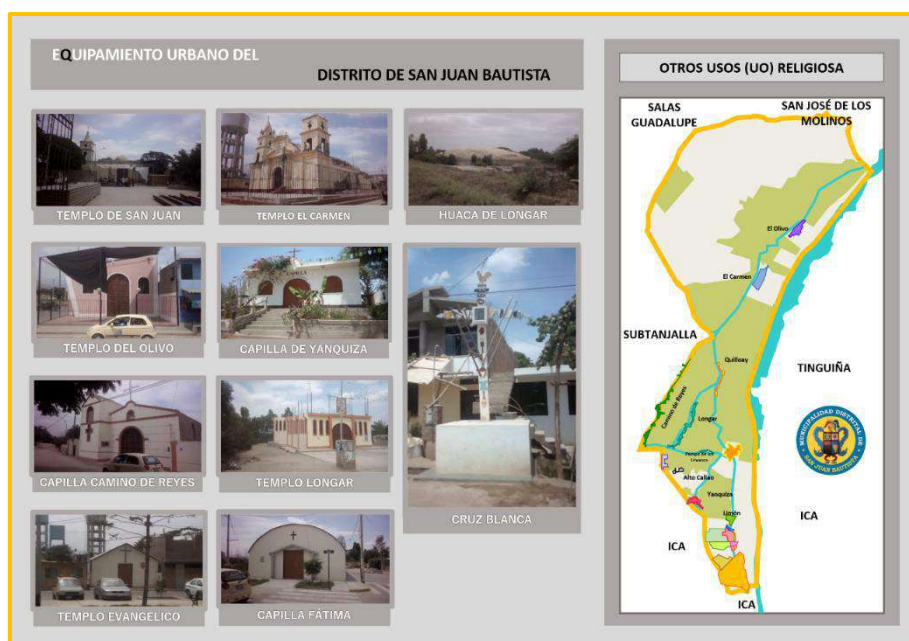 EQUIPAMIENTO URBANO DEL
DISTRITO DE SAN JUAN BAUTISTA
TEMPLO DE SAN JUAN
TEMPLO EL CARMEN
HUACA DE LONGAR
TEMPLO DEL OLIVO
CAPILLA
CAPILLA DE YANQUIZA
CAPILLA CAMINO DE REYES
TEMPLO LONGAR
CRUZ BLANCA
TEMPLO EVANGELICO
CAPILLA FÁTIMA
OTROS USOS (UO) RELIGIOSA
SALAS
GUADALUPE
SAN JOSÉ DE LOS
MOLINOS
El Olivo
El Carmen
SUBTANJALLA
Quilloay
TINGUIÑA
Camino de Reyes
Longar
MUNICIPALIDAD DISTRITAL DE
SAN JUAN BAUTISTA
Alto Callao
Yanquiza
Limón
ICA
ICA
ICA